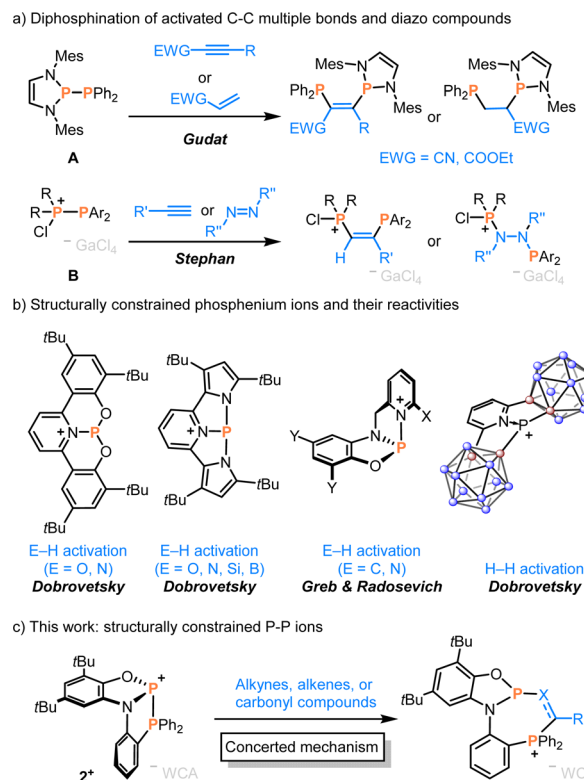 a) Diphosphination of activated C-C multiple bonds and diazo compounds
Mes
N
P–PPh2
N
Mes
A
EWG R
or
EWG
Gudat
Mes
N
Ph2P P
N
Mes
EWG R
or
Mes
N
Ph2P P
N
Mes
EWG
EWG = CN, COOEt
R +
R P–PAr2
Cl
− GaCl4
B
R' or N=N R''
R''
Stephan
R R
Cl–P PAr2
+
H R'
− GaCl4
or
R R
Cl–P R''
+ N–N
R'' PAr2
− GaCl4
b) Structurally constrained phosphenium ions and their reactivities
tBu
tBu
O
+N–P
O
tBu
tBu
E–H activation
(E = O, N)
Dobrovetsky
tBu
tBu
N
+N–P
N
tBu
tBu
E–H activation
(E = O, N, Si, B)
Dobrovetsky
+
N X
Y N P
O
Y
E–H activation
(E = C, N)
Greb & Radosevich
N P
+
H–H activation
Dobrovetsky
c) This work: structurally constrained P-P ions
tBu
O +
P
tBu N
PPh2
2+
− WCA
Alkynes, alkenes, or
carbonyl compounds
Concerted mechanism
tBu
O
P X
tBu N R
PPh2
+
− WC